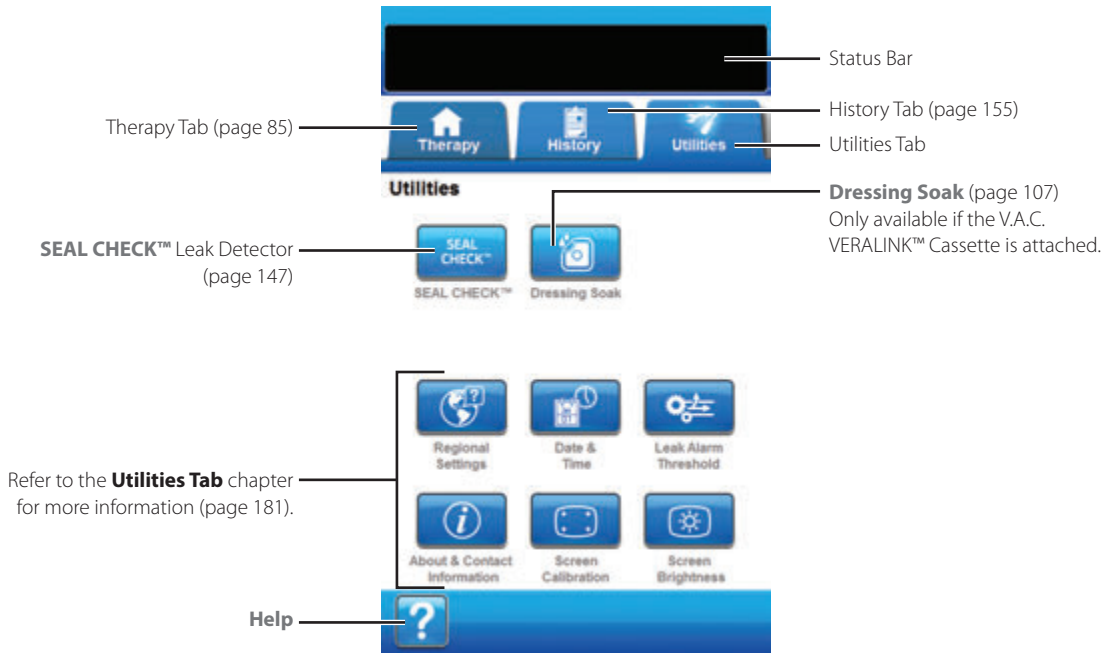 Status Bar
Therapy Tab (page 85)
History Tab (page 155)
Utilities Tab
Therapy
History
Utilities
Utilities
Dressing Soak (page 107)
Only available if the V.A.C.
VERALINK™ Cassette is attached.
SEAL CHECK™ Leak Detector
(page 147)
SEAL
CHECK™
SEAL CHECK™
Dressing Soak
Refer to the Utilities Tab chapter
for more information (page 181).
Regional
Settings
Date &
Time
Leak Alarm
Threshold
About & Contact
Information
Screen
Calibration
Screen
Brightness
Help
?